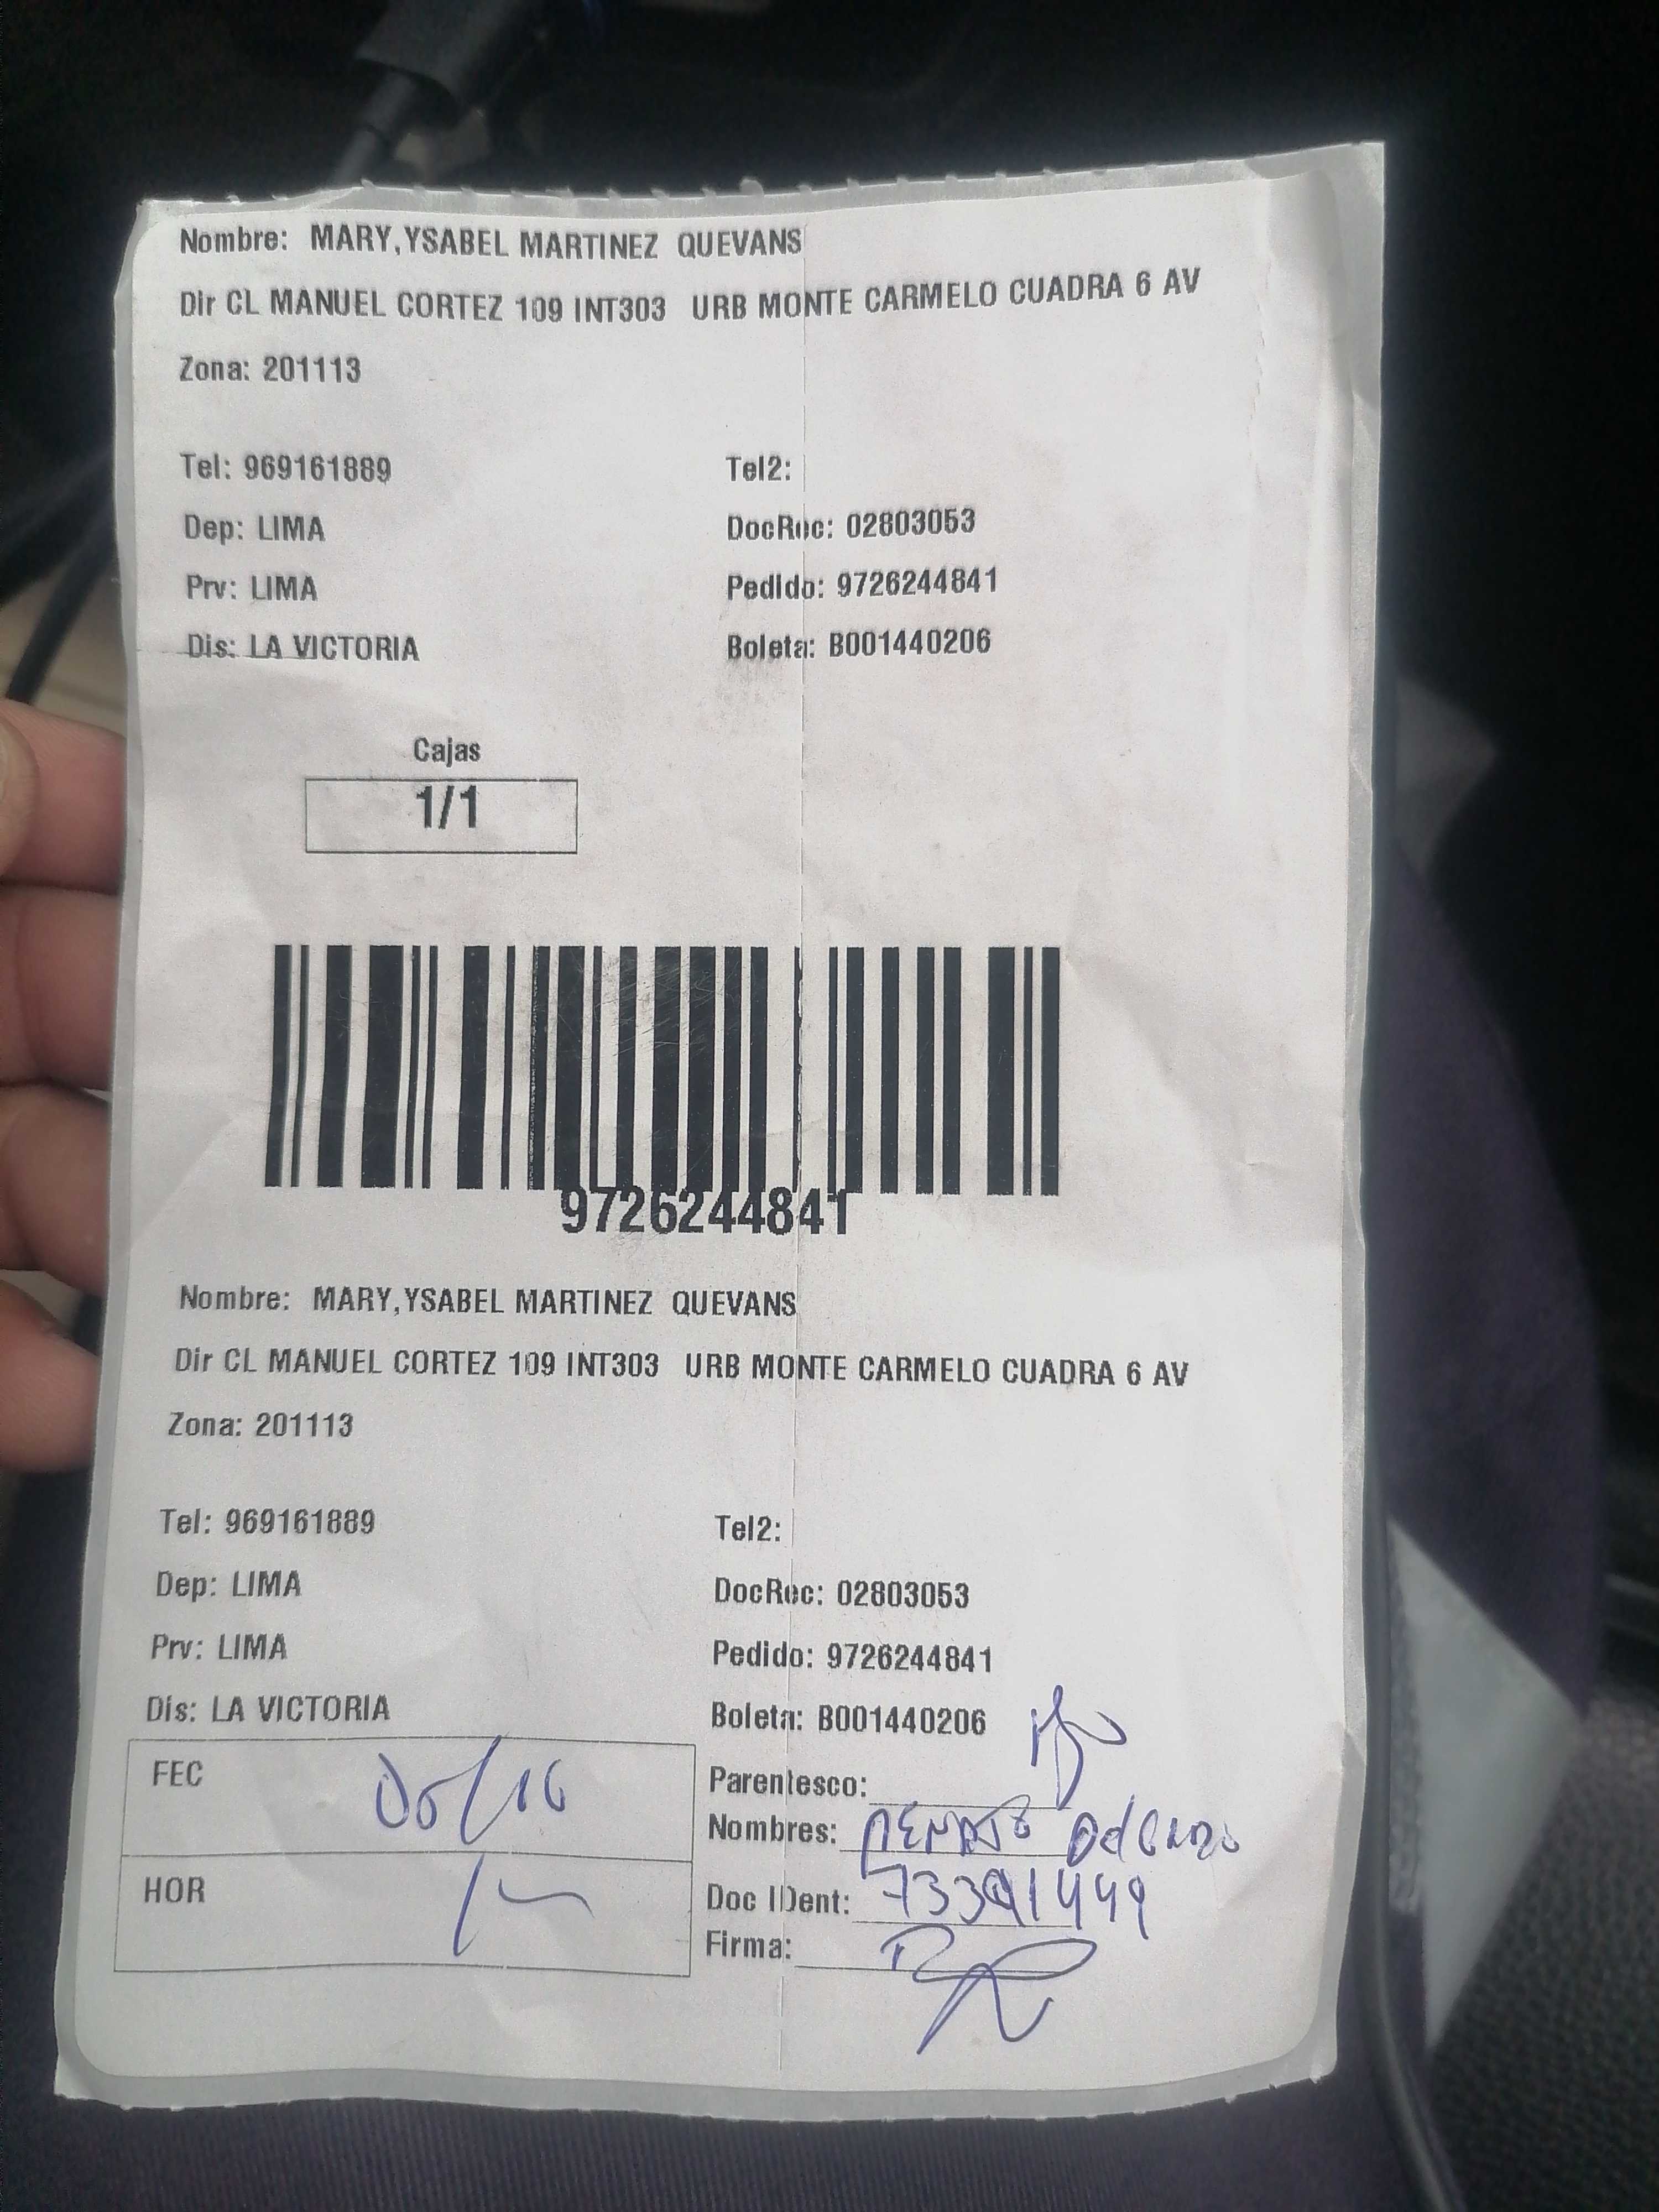 Nombre: MARY,YSABEL MARTINEZ QUEVANS
Dir CL MANUEL CORTEZ 109 INT303 URB MONTE CARMELO CUADRA 6 AV
Zona: 201113
Tel: 969161889 Tel2:
Dep: LIMA DocRec: 02803053
Prv: LIMA Pedido: 9726244841
Dis: LA VICTORIA Boleta: B001440206
Cajas
1/1
9726244841
Nombre: MARY,YSABEL MARTINEZ QUEVANS
Dir CL MANUEL CORTEZ 109 INT303 URB MONTE CARMELO CUADRA 6 AV
Zona: 201113
Tel: 969161889 Tel2:
Dep: LIMA DocRec: 02803053
Prv: LIMA Pedido: 9726244841
Dis: LA VICTORIA Boleta: B001440206
FEC Parentesco:
Nombres:
HOR Doc IDent:
Firma: